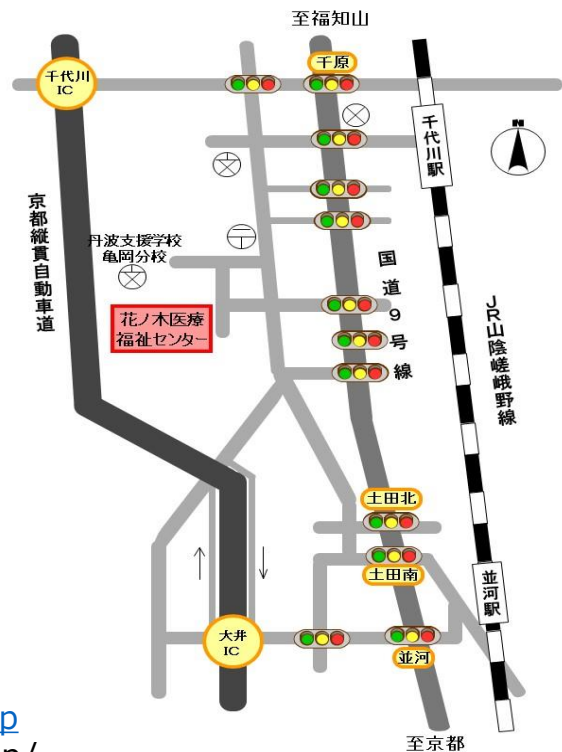 至福知山
千代川
IC
千原
千代川駅
京都縦貫自動車道
丹波支援学校
亀岡分校
国道9号線
花ノ木医療
福祉センター
JR山陰嵯峨野線
土田北
土田南
並河駅
大井
IC
並河
p
n/
至京都